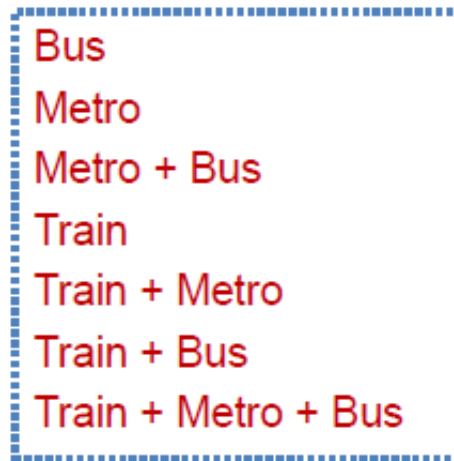 Bus
Metro
Metro + Bus
Train
Train + Metro
Train + Bus
Train + Metro + Bus